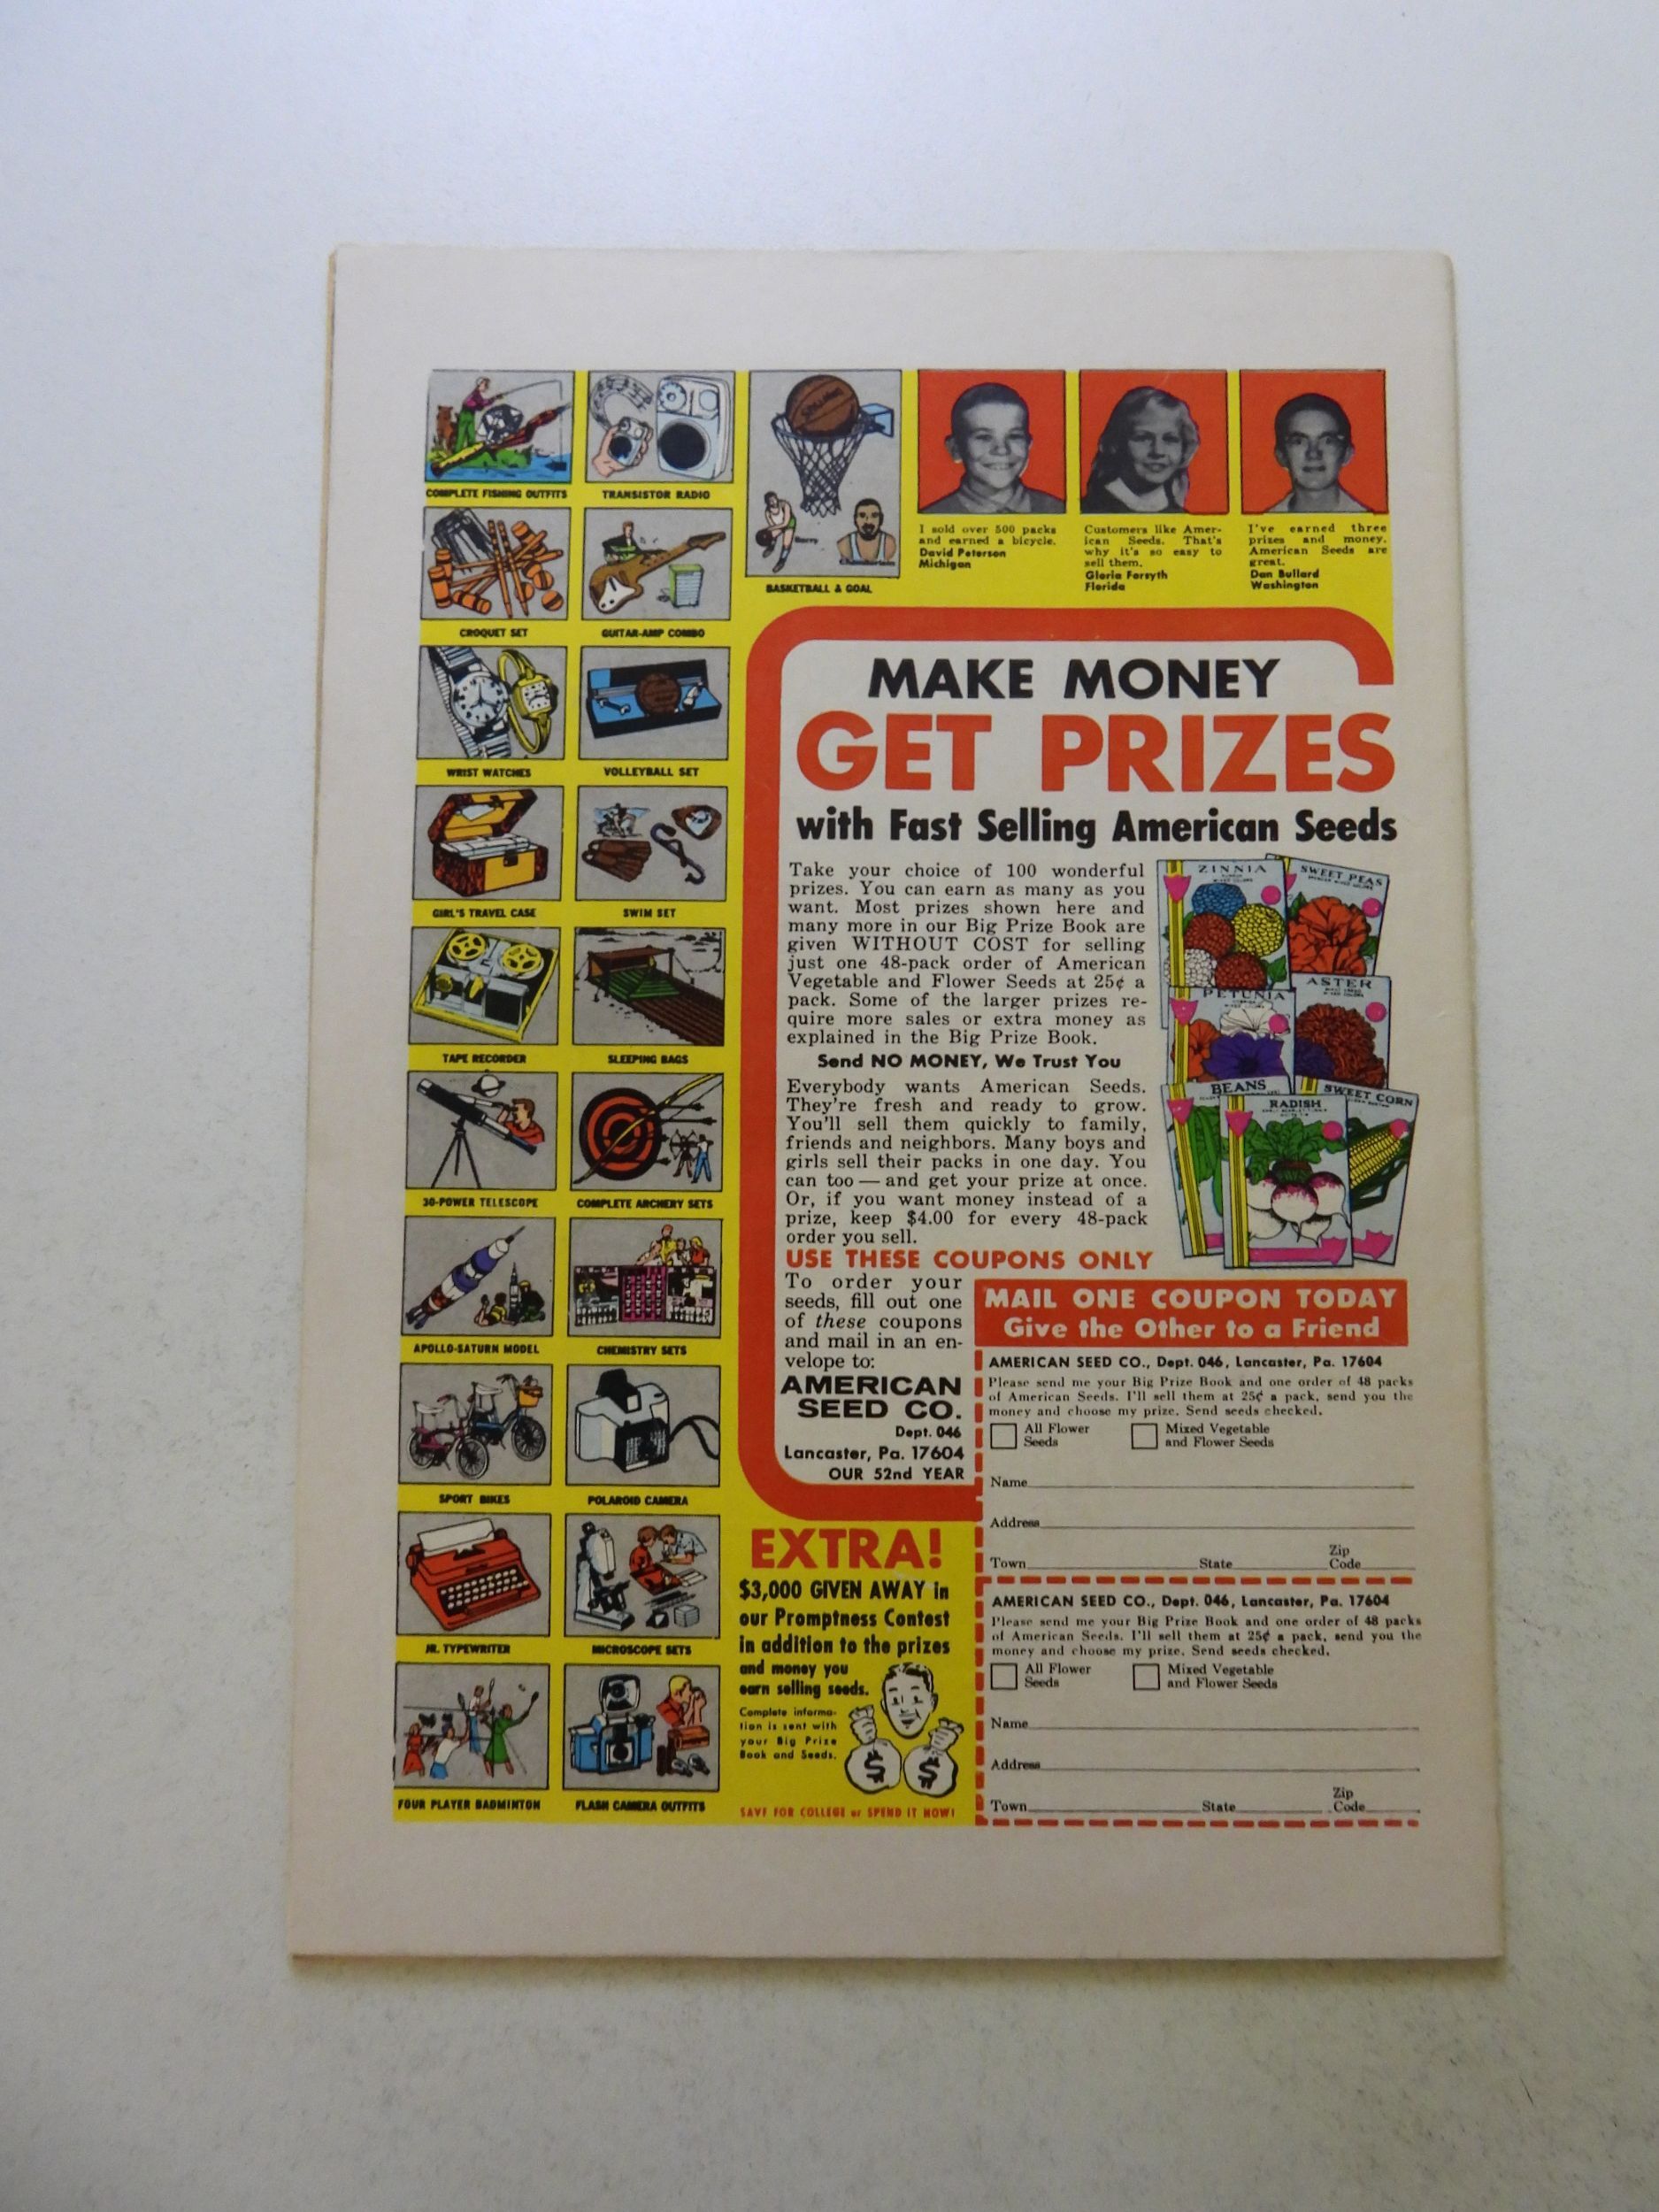 COMPLETE FISHING OUTFITS
TRANSISTOR RADIO
CROQUET SET
GUITAR-AMP COMBO
WRIST WATCHES
VOLLEYBALL SET
GIRL'S TRAVEL CASE
SWIM SET
TAPE RECORDER
SLEEPING BAGS
30-POWER TELESCOPE
COMPLETE ARCHERY SETS
APOLLO-SATURN MODEL
CHEMISTRY SETS
SPORT BIKES
POLAROID CAMERA
JR. TYPEWRITER
MICROSCOPE SETS
FOUR PLAYER BADMINTON
FLASH CAMERA OUTFITS
SPALDING
Barry
Chamberlain
BASKETBALL & GOAL
I sold over 500 packs
and earned a bicycle.
David Peterson
Michigan
Customers like Amer-
ican Seeds. That's
why it's so easy to
sell them.
Gloria Forsyth
Florida
I've earned three
prizes and money.
American Seeds are
great.
Dan Bullard
Washington
MAKE MONEY
GET PRIZES
with Fast Selling American Seeds
Take your choice of 100 wonderful
prizes. You can earn as many as you
want. Most prizes shown here and
many more in our Big Prize Book are
given WITHOUT COST for selling
just one 48-pack order of American
Vegetable and Flower Seeds at 25¢ a
pack. Some of the larger prizes re-
quire more sales or extra money as
explained in the Big Prize Book.
Send NO MONEY, We Trust You
Everybody wants American Seeds.
They're fresh and ready to grow.
You'll sell them quickly to family,
friends and neighbors. Many boys and
girls sell their packs in one day. You
can too — and get your prize at once.
Or, if you want money instead of a
prize, keep $4.00 for every 48-pack
order you sell.
ZINNIA
SWEET PEAS
PETUNIA
ASTER
BEANS
RADISH
SWEET CORN
USE THESE COUPONS ONLY
To order your
seeds, fill out one
of these coupons
and mail in an en-
velope to:
AMERICAN
SEED CO.
Dept. 046
Lancaster, Pa. 17604
OUR 52nd YEAR
MAIL ONE COUPON TODAY
Give the Other to a Friend
AMERICAN SEED CO., Dept. 046, Lancaster, Pa. 17604
Please send me your Big Prize Book and one order of 48 packs
of American Seeds. I'll sell them at 25¢ a pack, send you the
money and choose my prize. Send seeds checked.
All Flower Seeds
Mixed Vegetable and Flower Seeds
Name
Address
Town State Zip Code
AMERICAN SEED CO., Dept. 046, Lancaster, Pa. 17604
Please send me your Big Prize Book and one order of 48 packs
of American Seeds. I'll sell them at 25¢ a pack, send you the
money and choose my prize. Send seeds checked.
All Flower Seeds
Mixed Vegetable and Flower Seeds
Name
Address
Town State Zip Code
EXTRA!
$3,000 GIVEN AWAY in
our Promptness Contest
in addition to the prizes
and money you
earn selling seeds.
Complete informa-
tion is sent with
your Big Prize
Book and Seeds.
$ $
SAVE FOR COLLEGE or SPEND IT NOW!